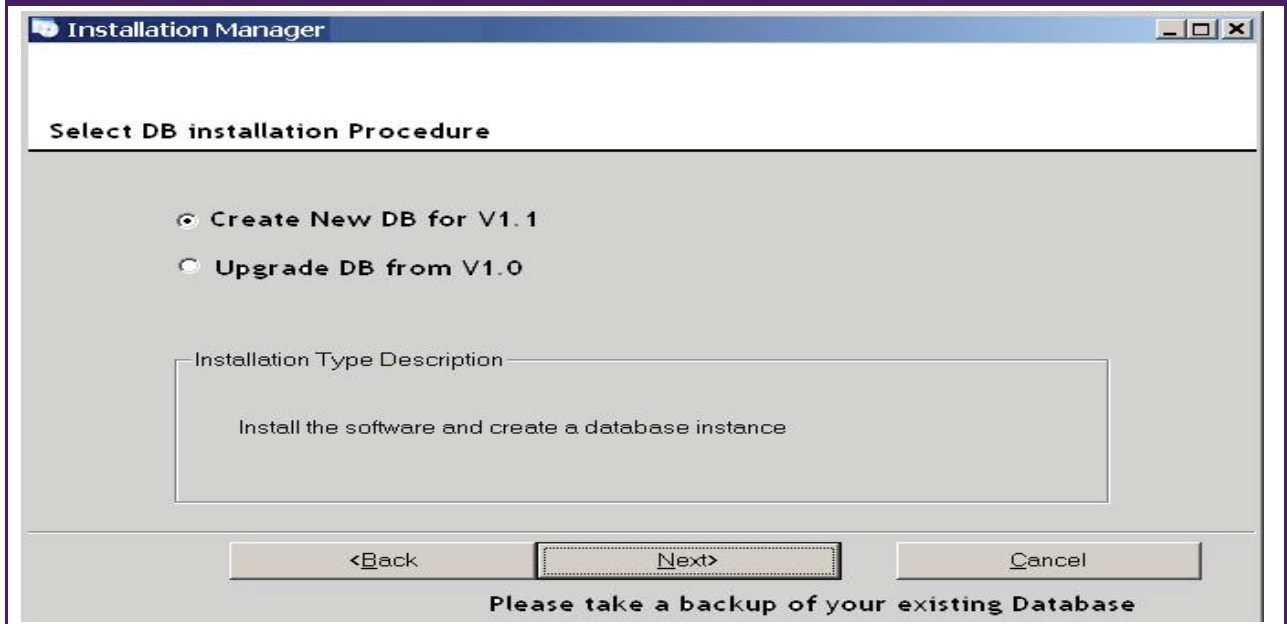 Installation Manager
Select DB installation Procedure
Create New DB for V1.1
Upgrade DB from V1.0
Installation Type Description
Install the software and create a database instance
<Back Next> Cancel
Please take a backup of your existing Database